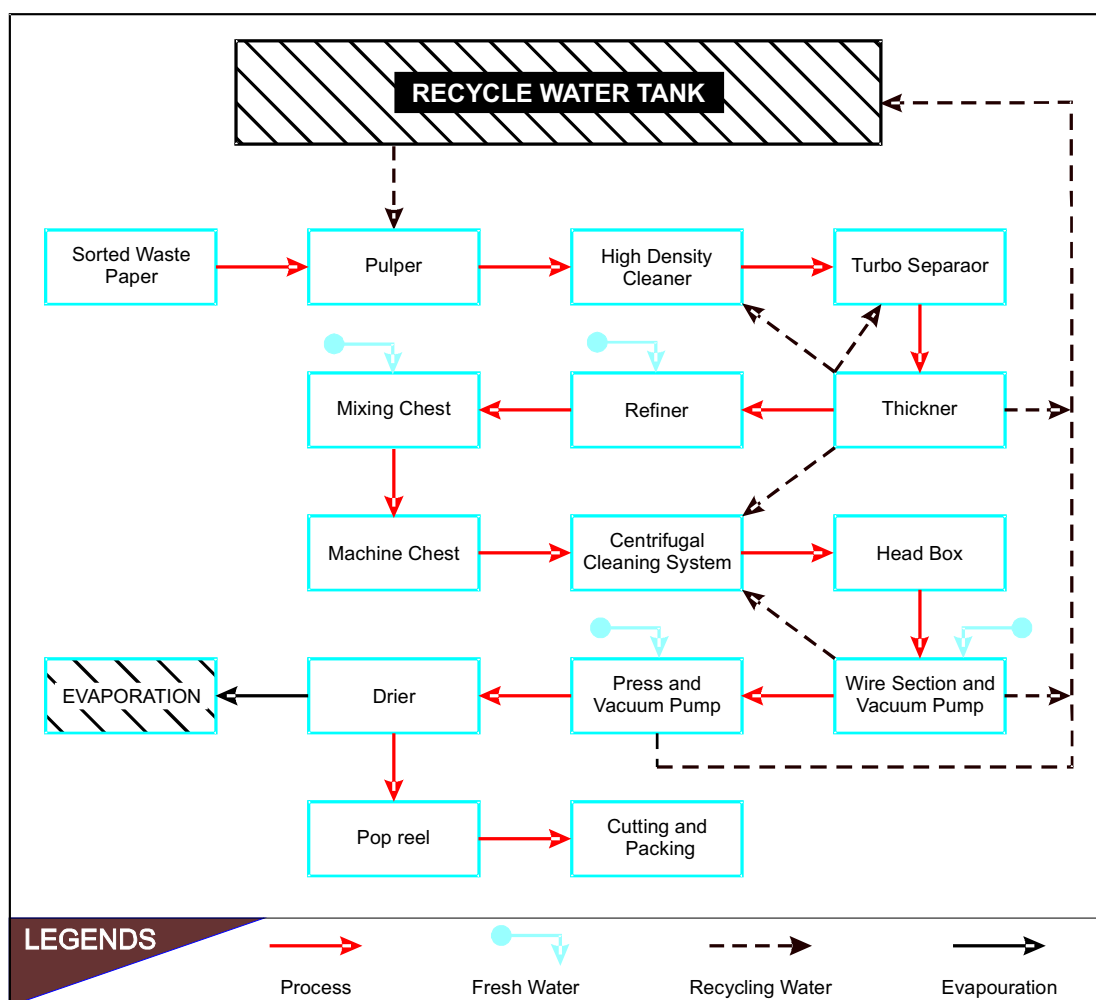 RECYCLE WATER TANK
Sorted Waste
Paper
Pulper
High Density
Cleaner
Turbo Separaor
Mixing Chest
Refiner
Thickner
Machine Chest
Centrifugal
Cleaning System
Head Box
EVAPORATION
Drier
Press and
Vacuum Pump
Wire Section and
Vacuum Pump
Pop reel
Cutting and
Packing
LEGENDS
Process
Fresh Water
Recycling Water
Evapouration